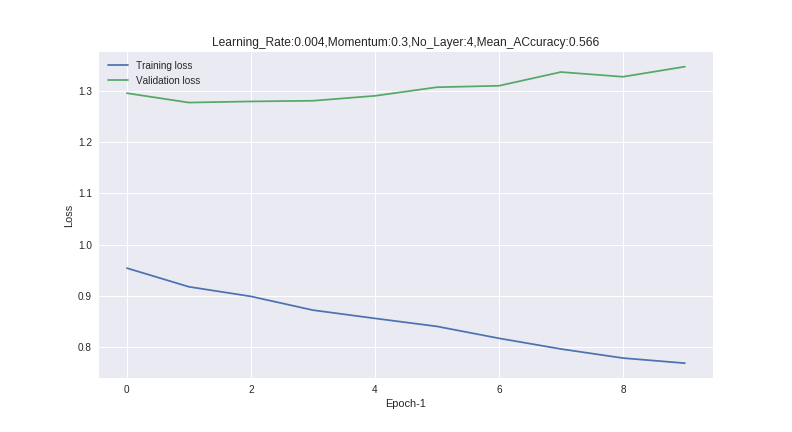 Learning_Rate:0.004,Momentum:0.3,No_Layer:4,Mean_ACcuracy:0.566
Training loss
Validation loss
1.3
1.2
1.1
1.0
0.9
0.8
Loss
0 2 4 6 8
Epoch-1